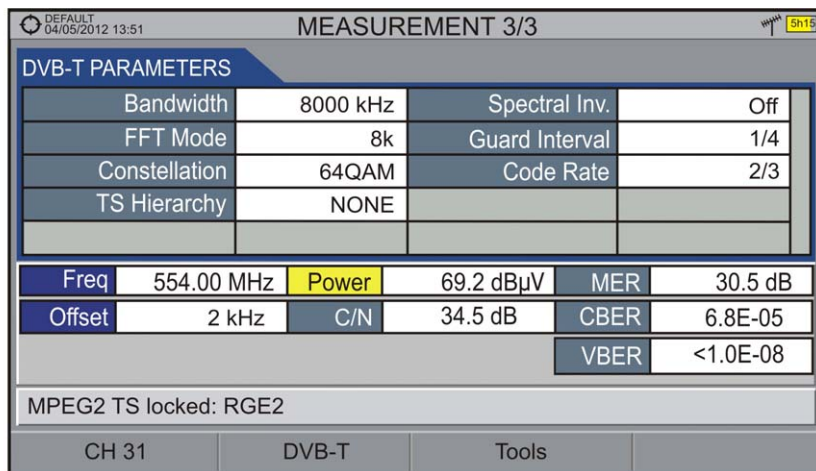 DEFAULT
04/05/2012 13:51
MEASUREMENT 3/3
5h15
DVB-T PARAMETERS
Bandwidth 8000 kHz Spectral Inv. Off
FFT Mode 8k Guard Interval 1/4
Constellation 64QAM Code Rate 2/3
TS Hierarchy NONE
Freq 554.00 MHz Power 69.2 dBµV MER 30.5 dB
Offset 2 kHz C/N 34.5 dB CBER 6.8E-05
VBER <1.0E-08
MPEG2 TS locked: RGE2
CH 31 DVB-T Tools